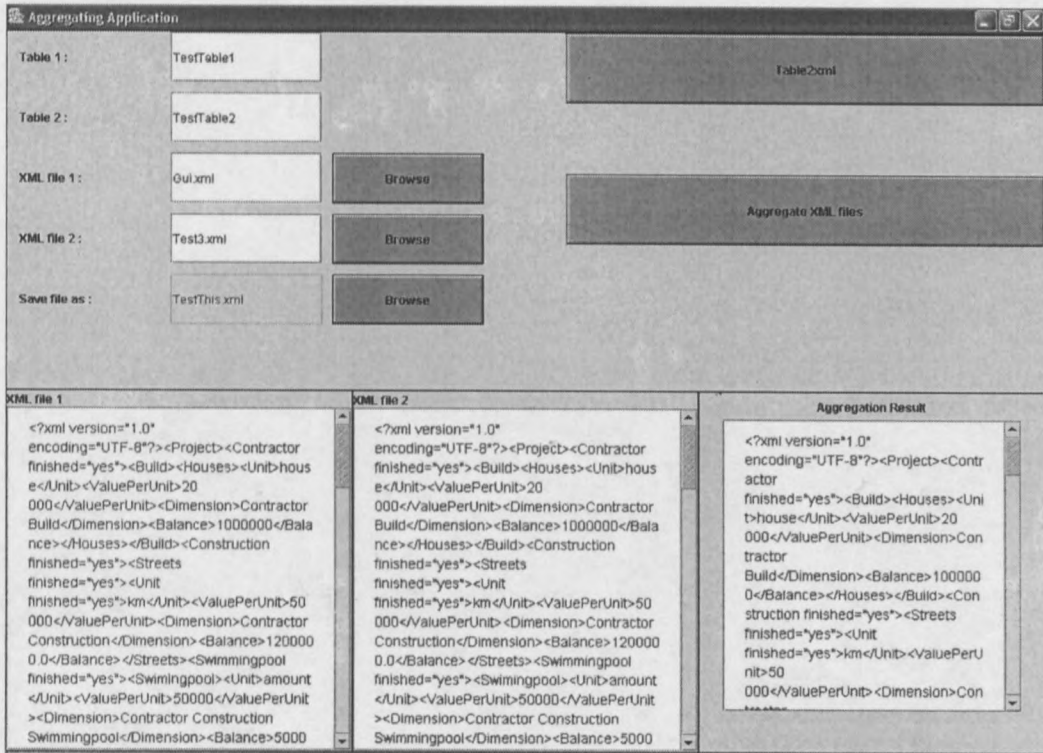 Aggregating Application
Table 1 :
TestTable1
Table2xml
Table 2 :
TestTable2
XML file 1 :
Gui.xml
Browse
Aggregate XML files
XML file 2 :
Test3.xml
Browse
Save file as :
TestThis.xml
Browse
XML file 1
<?xml version="1.0"
encoding="UTF-8"?><Project><Contractor
finished="yes"><Build><Houses><Unit>hous
e</Unit><ValuePerUnit>20
000</ValuePerUnit><Dimension>Contractor
Build</Dimension><Balance>1000000</Bala
nce></Houses></Build><Construction
finished="yes"><Streets
finished="yes"><Unit
finished="yes">km</Unit><ValuePerUnit>50
000</ValuePerUnit><Dimension>Contractor
Construction</Dimension><Balance>120000
0.0</Balance></Streets><Swimmingpool
finished="yes"><Swimingpool><Unit>amount
</Unit><ValuePerUnit>50000</ValuePerUnit
><Dimension>Contractor Construction
Swimmingpool</Dimension><Balance>5000
XML file 2
<?xml version="1.0"
encoding="UTF-8"?><Project><Contractor
finished="yes"><Build><Houses><Unit>hous
e</Unit><ValuePerUnit>20
000</ValuePerUnit><Dimension>Contractor
Build</Dimension><Balance>1000000</Bala
nce></Houses></Build><Construction
finished="yes"><Streets
finished="yes"><Unit
finished="yes">km</Unit><ValuePerUnit>50
000</ValuePerUnit><Dimension>Contractor
Construction</Dimension><Balance>120000
0.0</Balance></Streets><Swimmingpool
finished="yes"><Swimingpool><Unit>amount
</Unit><ValuePerUnit>50000</ValuePerUnit
><Dimension>Contractor Construction
Swimmingpool</Dimension><Balance>5000
Aggregation Result
<?xml version="1.0"
encoding="UTF-8"?><Project><Contr
actor
finished="yes"><Build><Houses><Uni
t>house</Unit><ValuePerUnit>20
000</ValuePerUnit><Dimension>Con
tractor
Build</Dimension><Balance>100000
0</Balance></Houses></Build><Con
struction finished="yes"><Streets
finished="yes"><Unit
finished="yes">km</Unit><ValuePerU
nit>50
000</ValuePerUnit><Dimension>Con